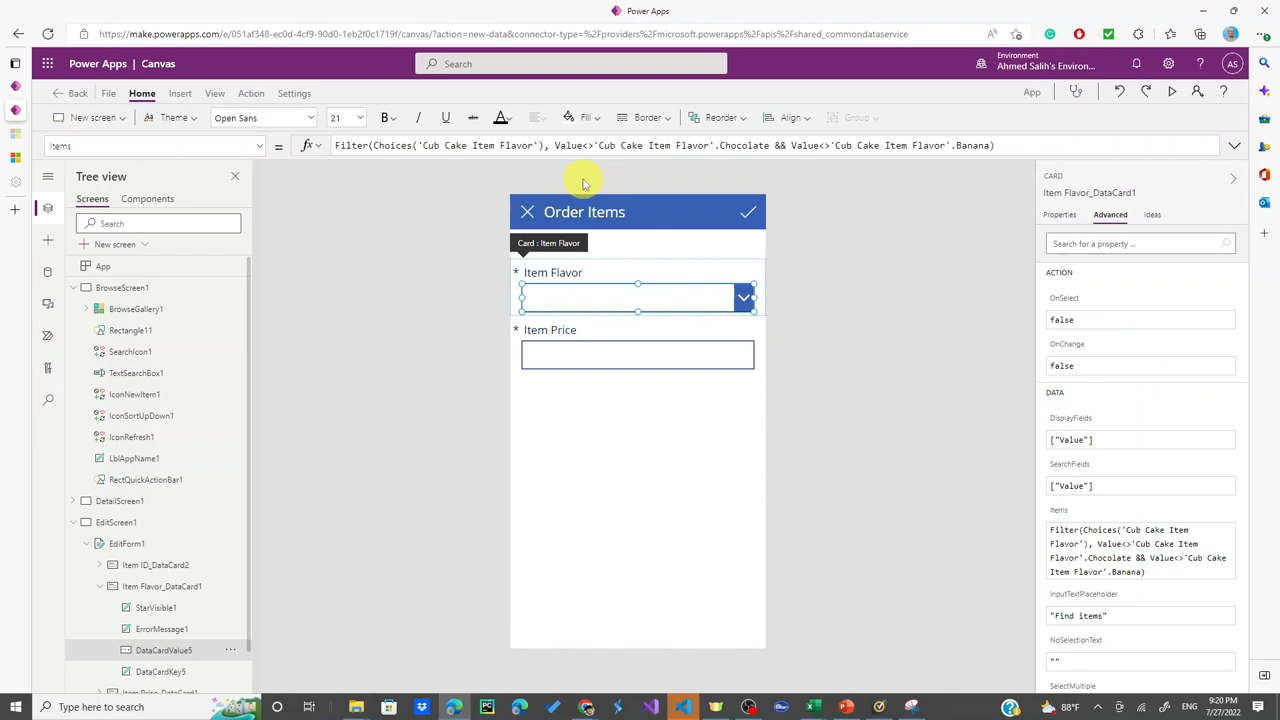 Power Apps
https://make.powerapps.com/e/051af348-ec0d-4cf9-90d0-1eb2f0c1719f/canvas/?action=new-data&connector-type=%2Fproviders%2Fmicrosoft.powerapps%2Fapis%2Fshared_commondataservice
Power Apps | Canvas
Search
Environment
Ahmed Salih's Environ...
AS
Back
File
Home
Insert
View
Action
Settings
App
New screen
Theme
Open Sans
21
B
I
U
abc
A
Fill
Border
Reorder
Align
Group
Items
=
fx
Filter(Choices('Cub Cake Item Flavor'), Value<>'Cub Cake Item Flavor'.Chocolate && Value<>'Cub Cake Item Flavor'.Banana)
Tree view
Screens
Components
Search
New screen
App
BrowseScreen1
BrowseGallery1
Rectangle11
SearchIcon1
TextSearchBox1
IconNewItem1
IconSortUpDown1
IconRefresh1
LblAppName1
RectQuickActionBar1
DetailScreen1
EditScreen1
EditForm1
Item ID_DataCard2
Item Flavor_DataCard1
StarVisible1
ErrorMessage1
DataCardValue5
DataCardKey5
Item Price_DataCard1
Order Items
Card : Item Flavor
* Item Flavor
* Item Price
CARD
Item Flavor_DataCard1
Properties
Advanced
Ideas
Search for a property ...
ACTION
OnSelect
false
OnChange
false
DATA
DisplayFields
["Value"]
SearchFields
["Value"]
Items
Filter(Choices('Cub Cake Item
Flavor'), Value<>'Cub Cake Item
Flavor'.Chocolate && Value<>'Cub Cake
Item Flavor'.Banana)
InputTextPlaceholder
"Find items"
NoSelectionText
""
SelectMultiple
Type here to search
88°F
9:20 PM
7/27/2022